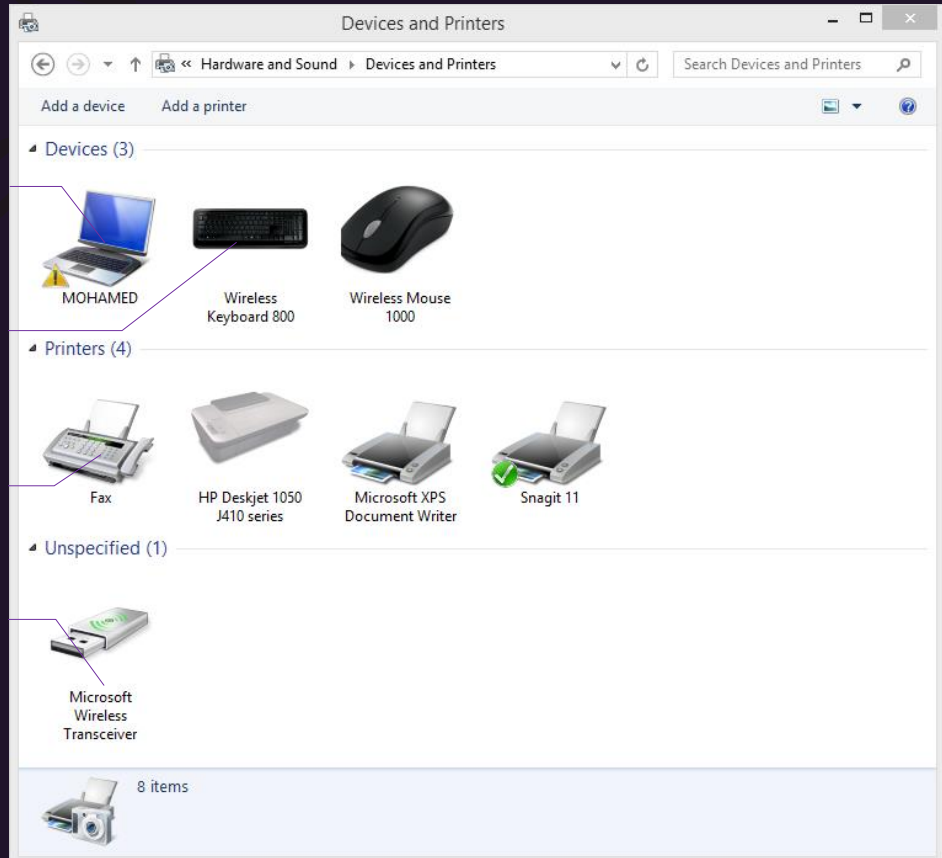 Devices and Printers
« Hardware and Sound Devices and Printers
Search Devices and Printers
Add a device Add a printer
Devices (3)
MOHAMED
Wireless
Keyboard 800
Wireless Mouse
1000
Printers (4)
Fax
HP Deskjet 1050
J410 series
Microsoft XPS
Document Writer
Snagit 11
Unspecified (1)
Microsoft
Wireless
Transceiver
8 items